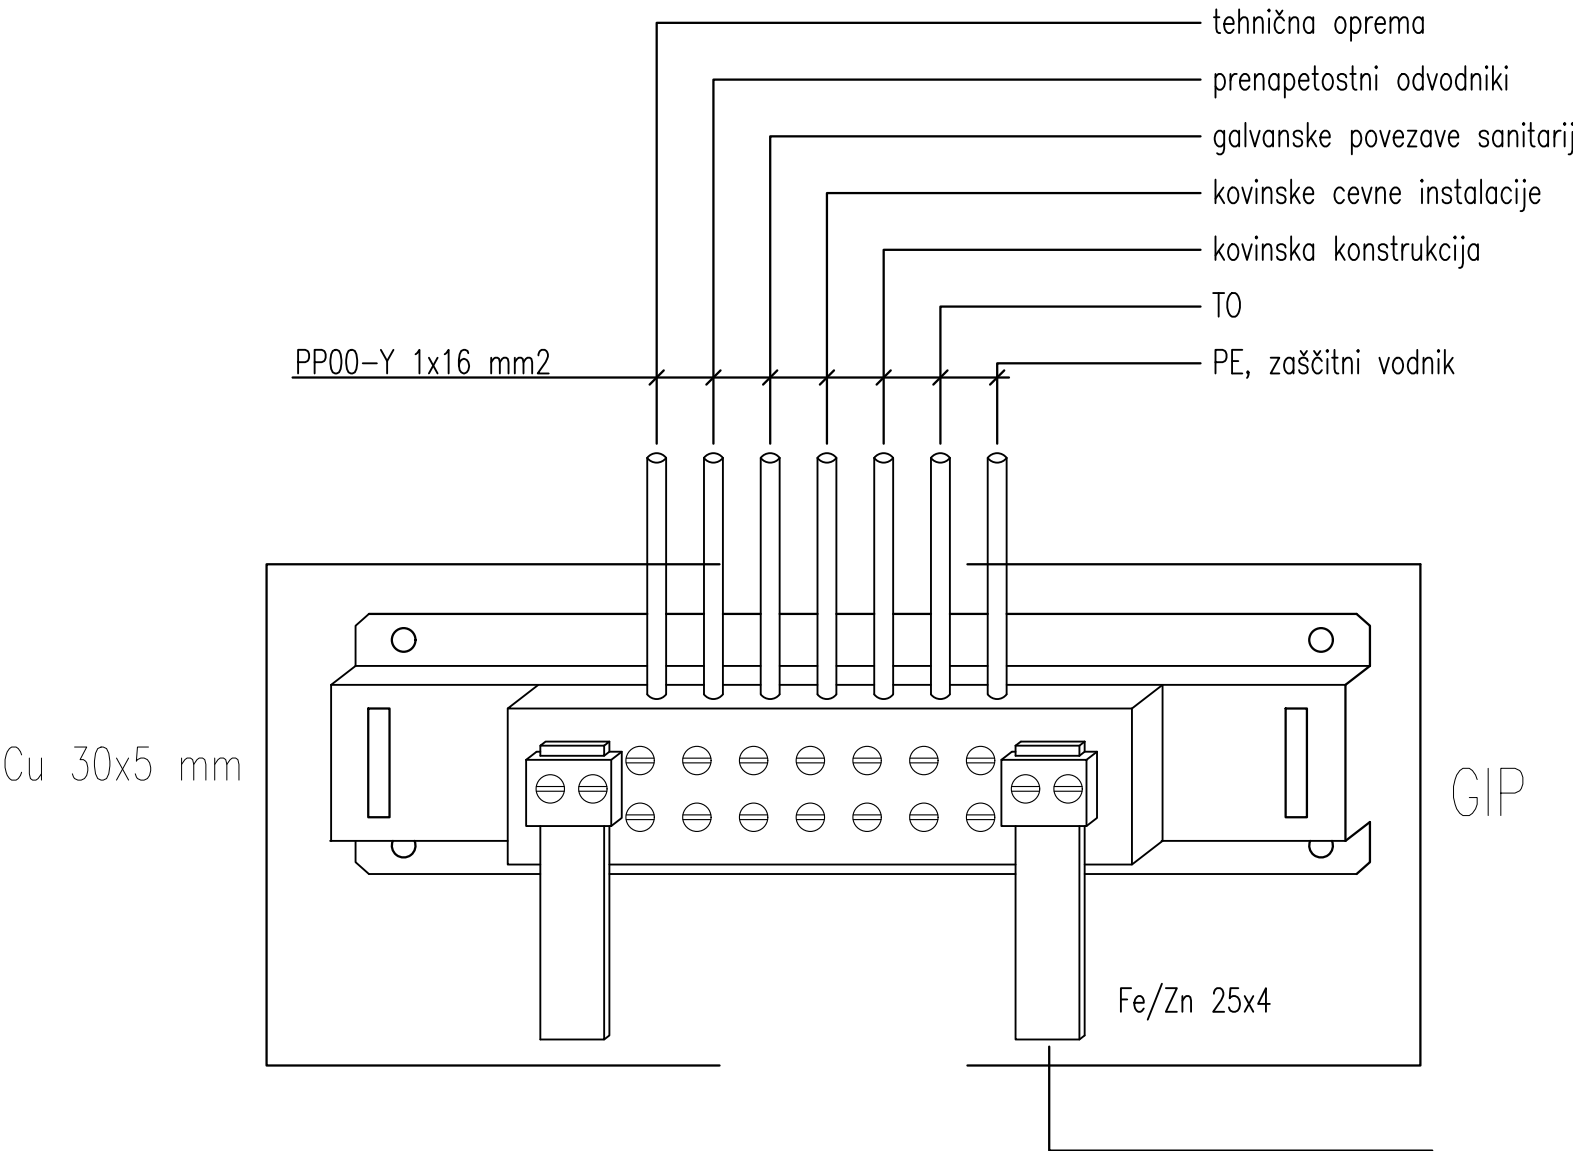 tehnična oprema
prenapetostni odvodniki
galvanske povezave sanitarij
kovinske cevne instalacije
kovinska konstrukcija
TO
PP00-Y 1x16 mm2
PE, zaščitni vodnik
Cu 30x5 mm
GIP
Fe/Zn 25x4